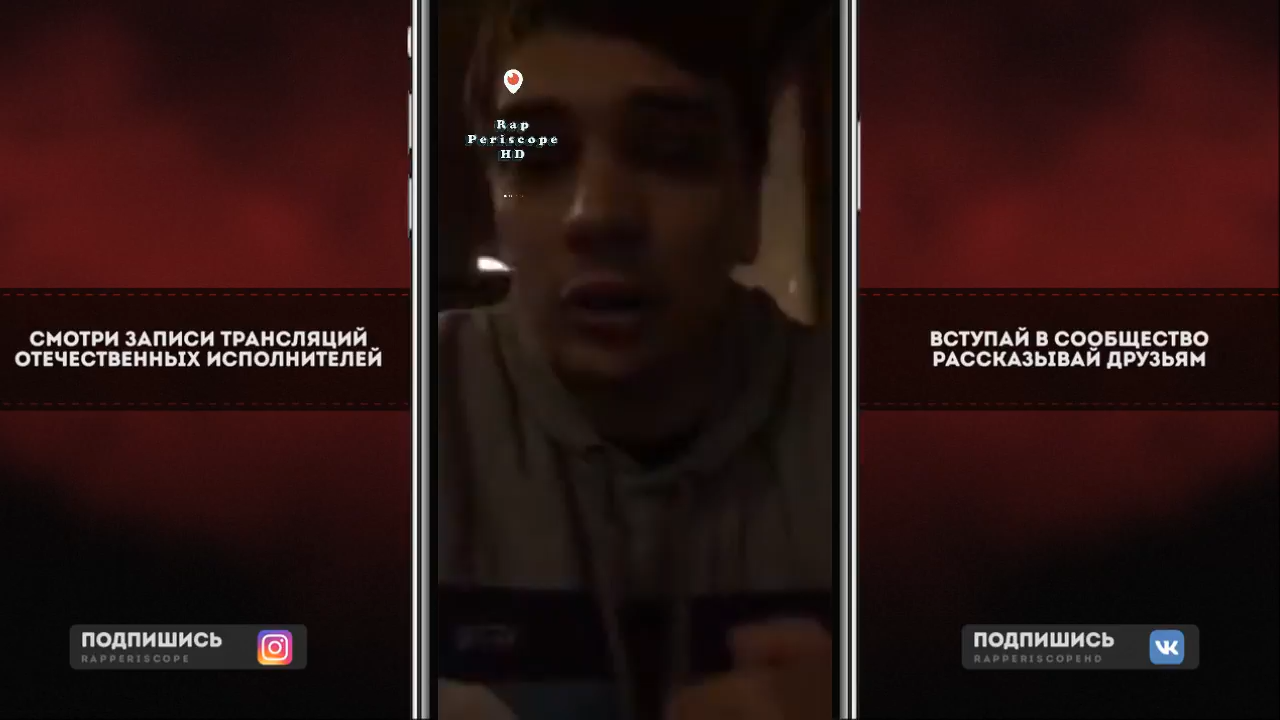 Rap
Periscope
HD
СМОТРИ ЗАПИСИ ТРАНСЛЯЦИЙ
ОТЕЧЕСТВЕННЫХ ИСПОЛНИТЕЛЕЙ
ВСТУПАЙ В СООБЩЕСТВО
РАССКАЗЫВАЙ ДРУЗЬЯМ
ПОДПИШИСЬ
RAPPERISCOPE
ПОДПИШИСЬ
RAPPERISCOPEHD